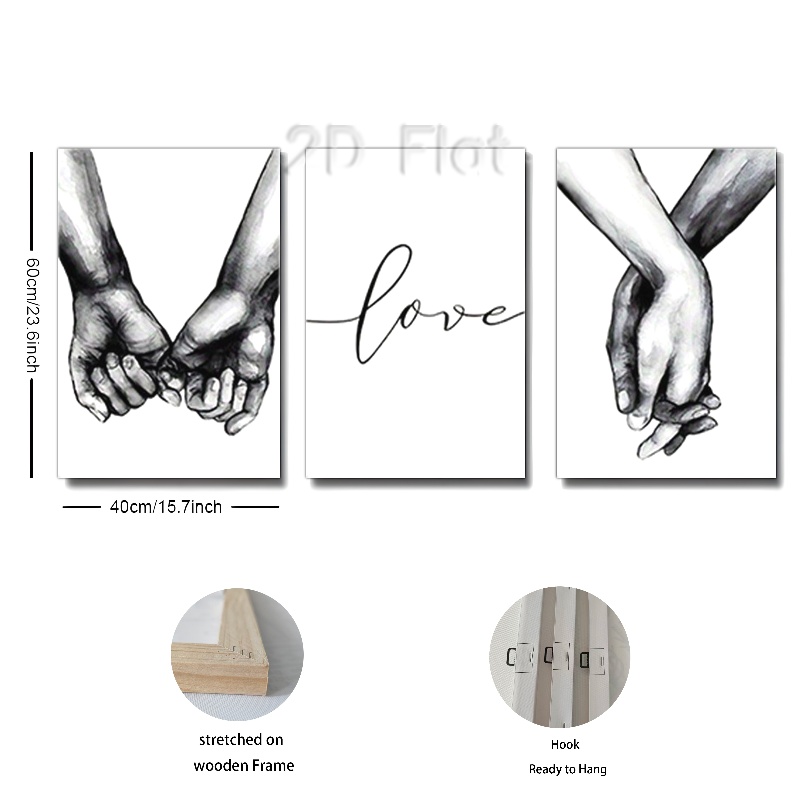 2D Flat
60cm/23.6inch
love
40cm/15.7inch
stretched on
wooden Frame
Hook
Ready to Hang